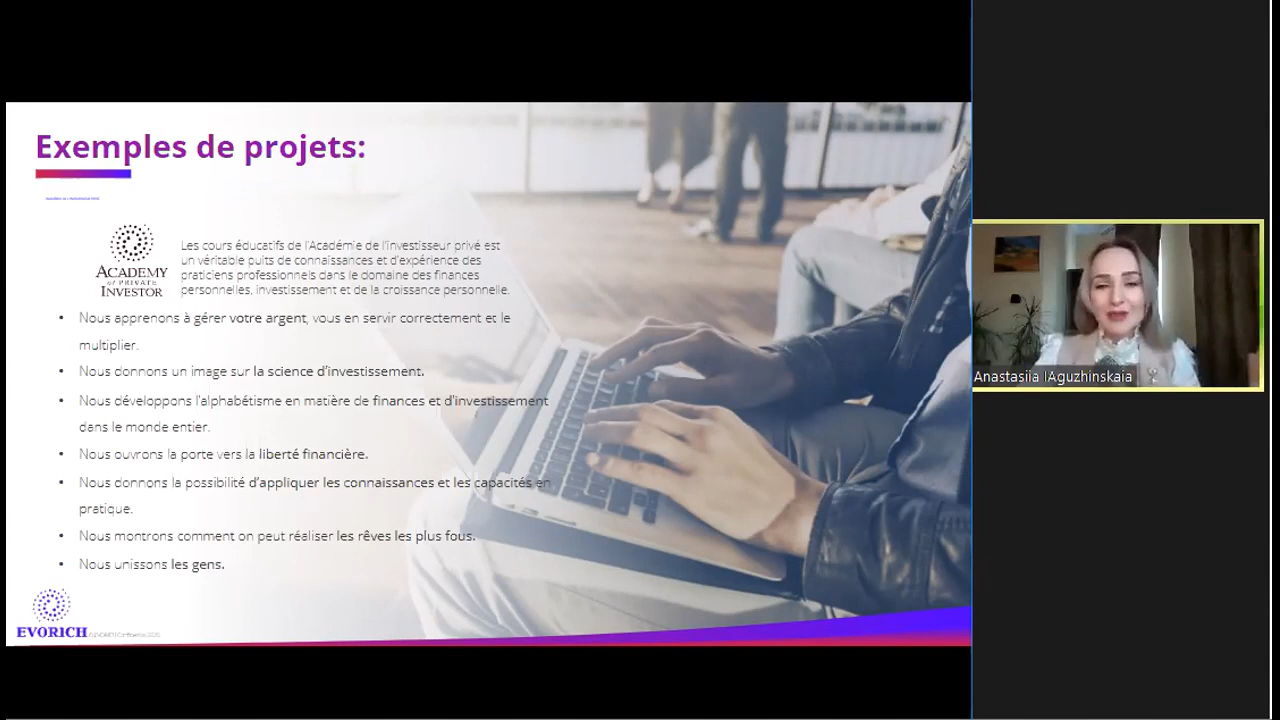 Exemples de projets:
ACADEMY
OF PRIVATE
INVESTOR
Les cours éducatifs de l'Académie de l'investisseur privé est
un véritable puits de connaissances et d'expérience des
praticiens professionnels dans le domaine des finances
personnelles, investissement et de la croissance personnelle.
• Nous apprenons à gérer votre argent, vous en servir correctement et le
multiplier.
• Nous donnons un image sur la science d'investissement.
• Nous développons l'alphabétisme en matière de finances et d'investissement
dans le monde entier.
• Nous ouvrons la porte vers la liberté financière.
• Nous donnons la possibilité d'appliquer les connaissances et les capacités en
pratique.
• Nous montrons comment on peut réaliser les rêves les plus fous.
• Nous unissons les gens.
EVORICH
Anastasiia IAguzhinskaia